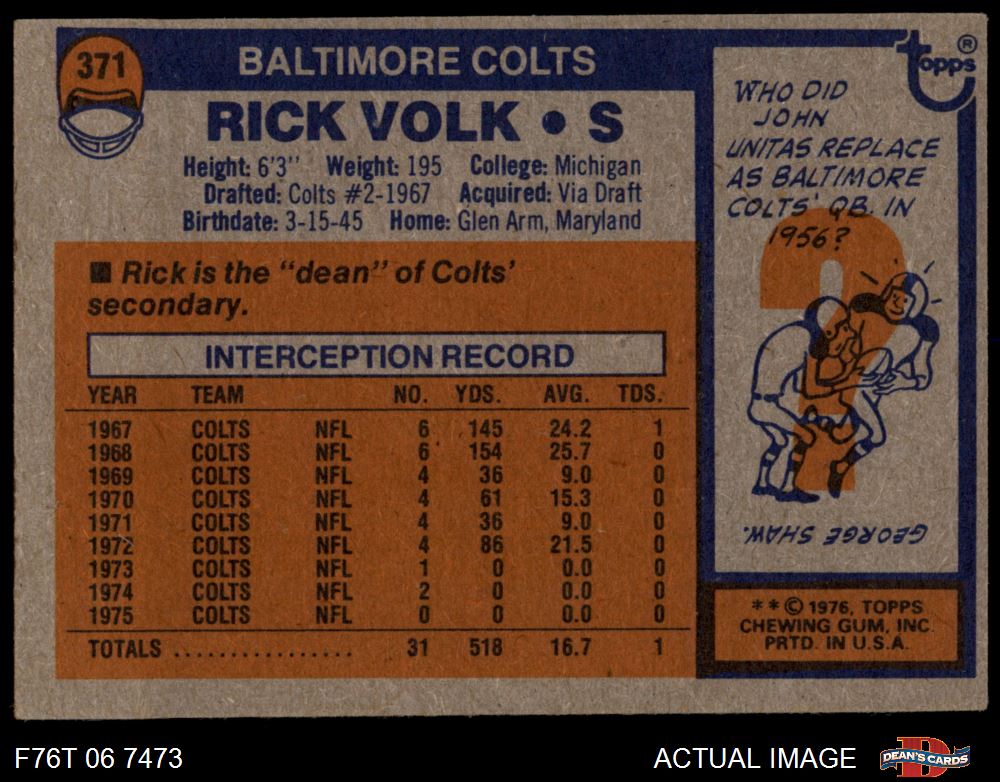 371
BALTIMORE COLTS
RICK VOLK • S
Height: 6'3'' Weight: 195 College: Michigan
Drafted: Colts #2-1967 Acquired: Via Draft
Birthdate: 3-15-45 Home: Glen Arm, Maryland
■ Rick is the “dean” of Colts’
secondary.
INTERCEPTION RECORD
YEAR TEAM NO. YDS. AVG. TDS.
1967 COLTS NFL 6 145 24.2 1
1968 COLTS NFL 6 154 25.7 0
1969 COLTS NFL 4 36 9.0 0
1970 COLTS NFL 4 61 15.3 0
1971 COLTS NFL 4 36 9.0 0
1972 COLTS NFL 4 86 21.5 0
1973 COLTS NFL 1 0 0.0 0
1974 COLTS NFL 2 0 0.0 0
1975 COLTS NFL 0 0 0.0 0
TOTALS ................ 31 518 16.7 1
topps®
WHO DID
JOHN
UNITAS REPLACE
AS BALTIMORE
COLTS' QB. IN
1956?
?
GEORGE SHAW.
**© 1976, TOPPS
CHEWING GUM, INC.
PRTD. IN U.S.A.
F76T 06 7473
ACTUAL IMAGE
DEAN'S CARDS